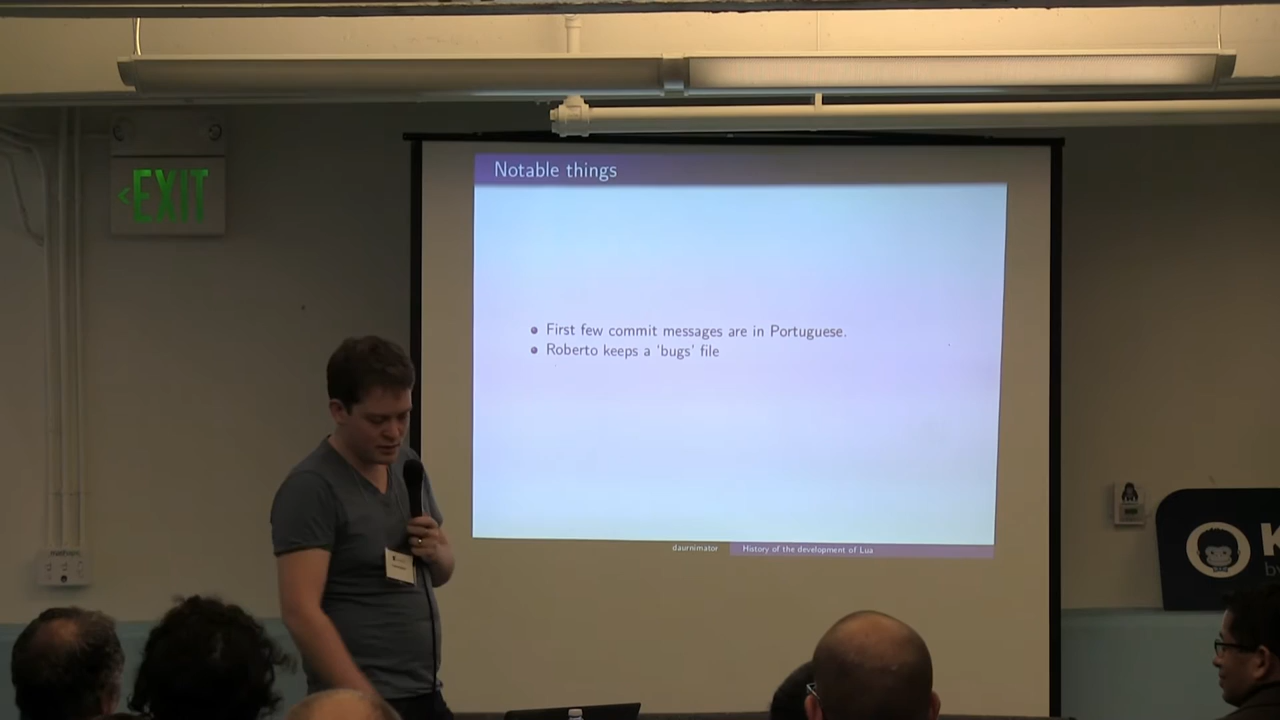 EXIT
Notable things
First few commit messages are in Portuguese.
Roberto keeps a 'bugs' file
daurnimator
History of the development of Lua
K
by